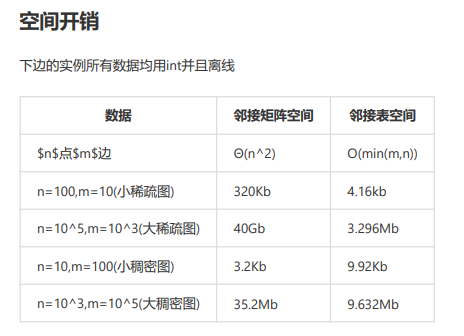 空间开销
下边的实例所有数据均用int并且离线
数据 邻接矩阵空间 邻接表空间
$n$点$m$边 Θ(n^2) O(min(m,n))
n=100,m=10(小稀疏图) 320Kb 4.16kb
n=10^5,m=10^3(大稀疏图) 40Gb 3.296Mb
n=10,m=100(小稠密图) 3.2Kb 9.92Kb
n=10^3,m=10^5(大稠密图) 35.2Mb 9.632Mb